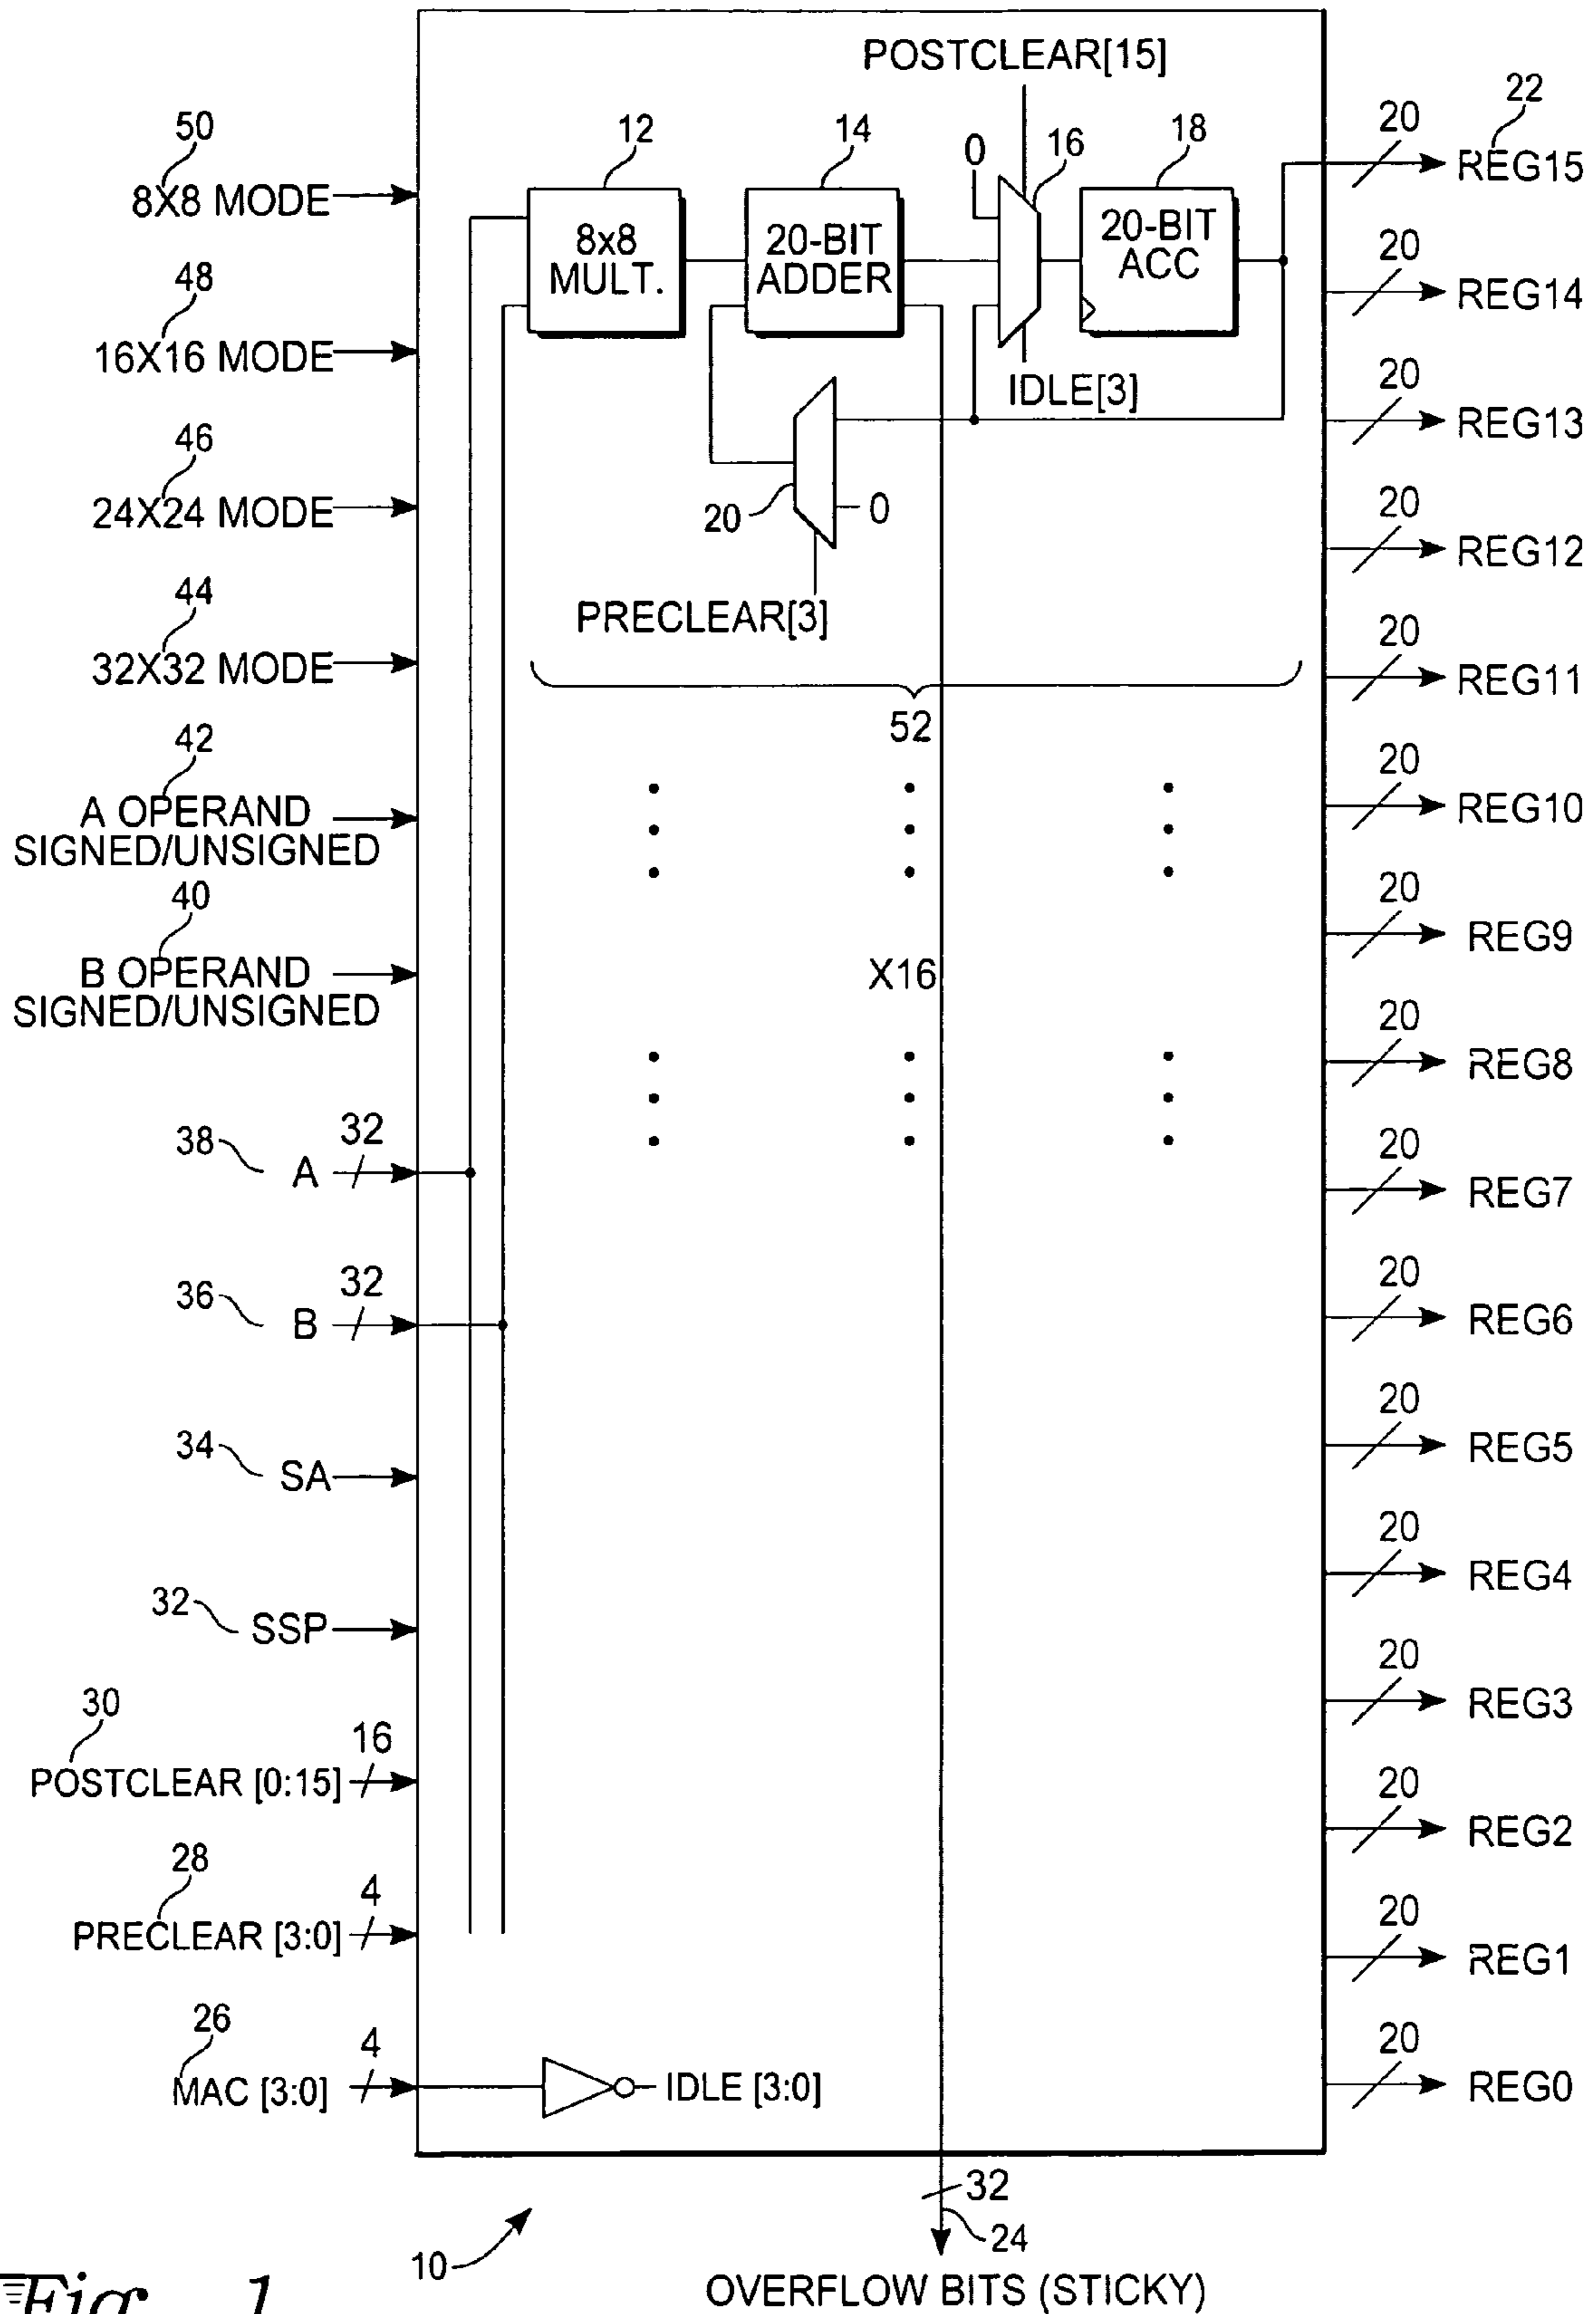 POSTCLEAR[15]
50
8X8 MODE
48
16X16 MODE
46
24X24 MODE
44
32X32 MODE
42
A OPERAND
SIGNED/UNSIGNED
40
B OPERAND
SIGNED/UNSIGNED
38
A
32
36
B
32
34
SA
32
SSP
30
POSTCLEAR [0:15]
16
28
PRECLEAR [3:0]
4
26
MAC [3:0]
4
12
8x8
MULT.
14
20-BIT
ADDER
0
16
18
20-BIT
ACC
IDLE[3]
20
0
PRECLEAR[3]
52
X16
IDLE [3:0]
20
22
REG15
20
REG14
20
REG13
20
REG12
20
REG11
20
REG10
20
REG9
20
REG8
20
REG7
20
REG6
20
REG5
20
REG4
20
REG3
20
REG2
20
REG1
20
REG0
32
24
10
OVERFLOW BITS (STICKY)
Fig. 1